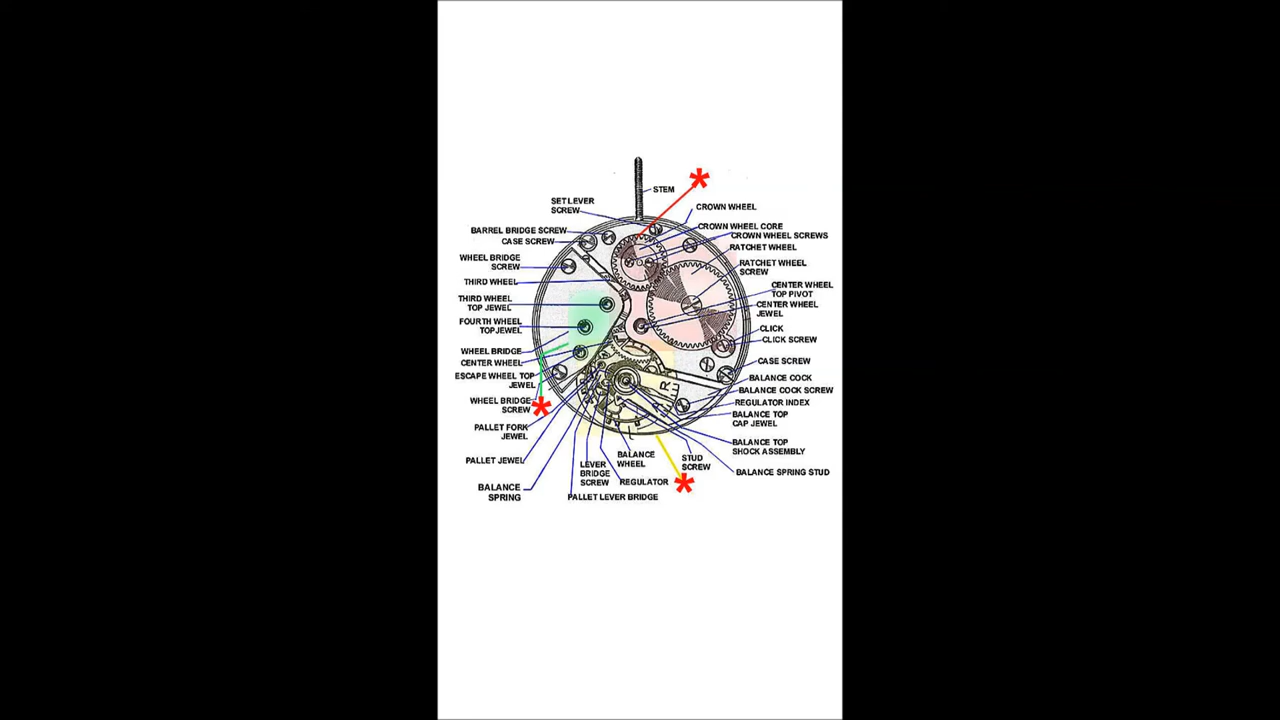 STEM
SET LEVER
SCREW
CROWN WHEEL
BARREL BRIDGE SCREW
CROWN WHEEL CORE
CROWN WHEEL SCREWS
CASE SCREW
RATCHET WHEEL
WHEEL BRIDGE
SCREW
RATCHET WHEEL
SCREW
THIRD WHEEL
CENTER WHEEL
TOP PIVOT
THIRD WHEEL
TOP JEWEL
CENTER WHEEL
JEWEL
FOURTH WHEEL
TOPJEWEL
CLICK
CLICK SCREW
WHEEL BRIDGE
CENTER WHEEL
CASE SCREW
ESCAPE WHEEL TOP
JEWEL
BALANCE COCK
BALANCE COCK SCREW
WHEEL BRIDGE
SCREW
REGULATOR INDEX
BALANCE TOP
CAP JEWEL
PALLET FORK
JEWEL
BALANCE TOP
SHOCK ASSEMBLY
PALLET JEWEL
BALANCE
WHEEL
STUD
SCREW
LEVER
BRIDGE
SCREW
BALANCE SPRING STUD
REGULATOR
BALANCE
SPRING
PALLET LEVER BRIDGE
R